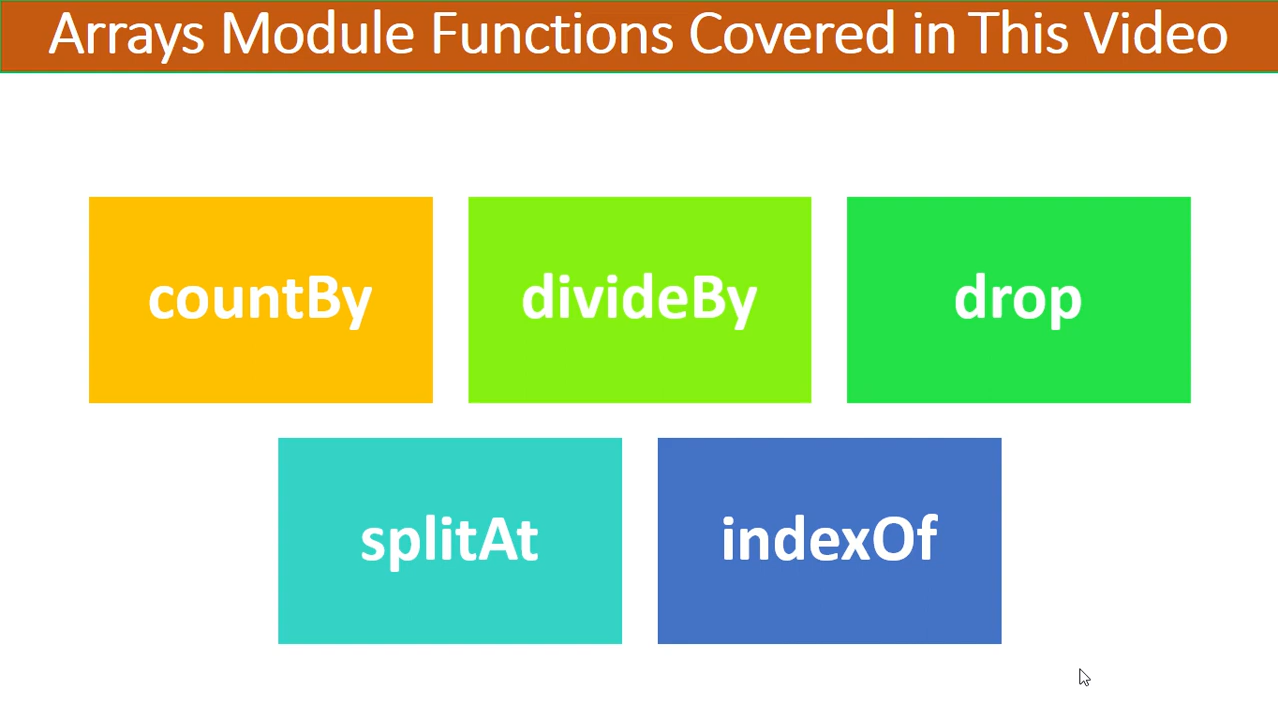 Arrays Module Functions Covered in This Video
countBy
divideBy
drop
splitAt
indexOf